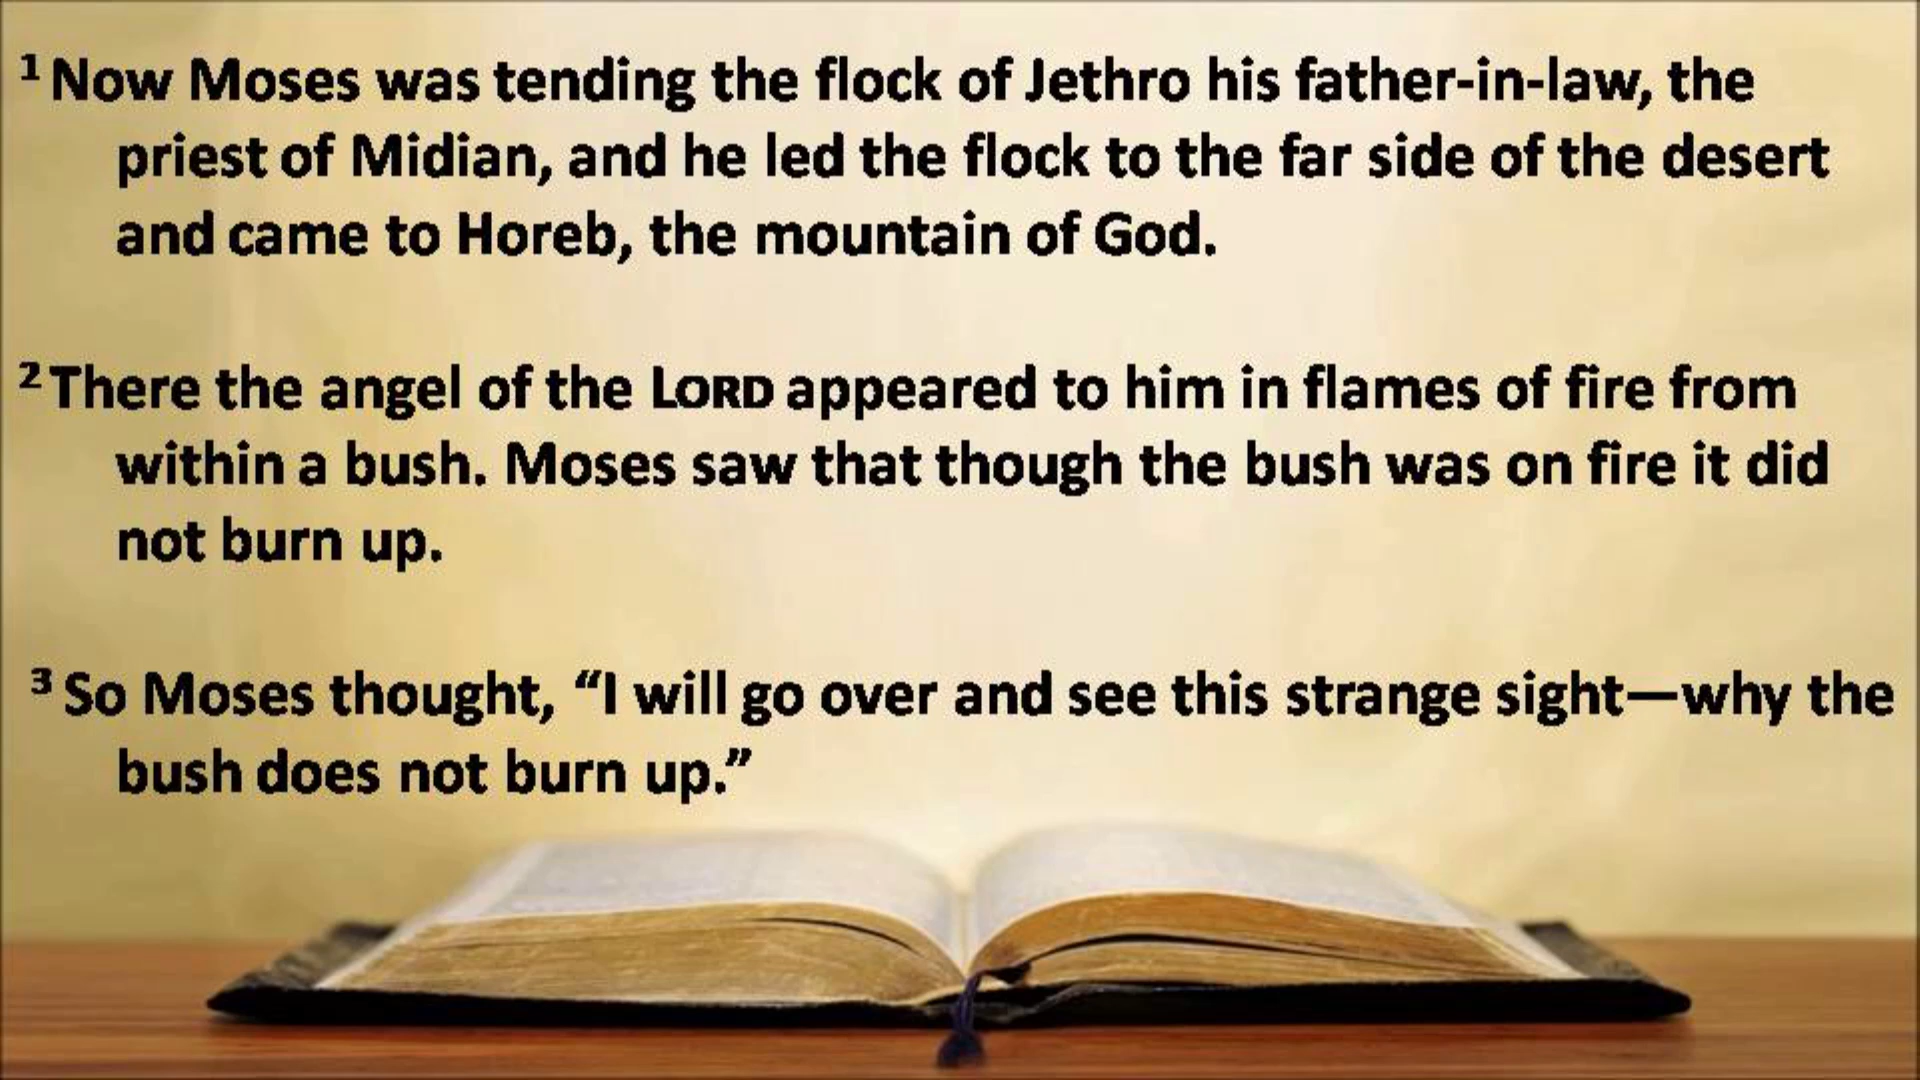 1 Now Moses was tending the flock of Jethro his father-in-law, the
priest of Midian, and he led the flock to the far side of the desert
and came to Horeb, the mountain of God.
2 There the angel of the LORD appeared to him in flames of fire from
within a bush. Moses saw that though the bush was on fire it did
not burn up.
3 So Moses thought, “I will go over and see this strange sight—why the
bush does not burn up.”